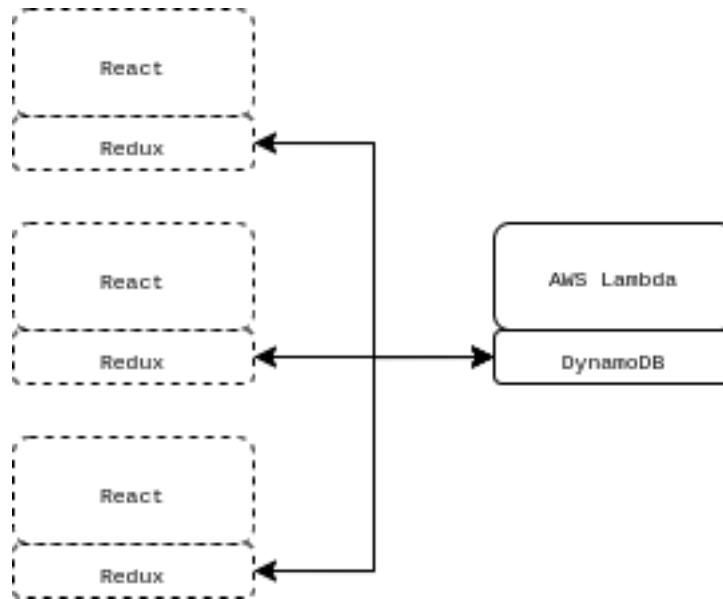 React
Redux
React
Redux
AWS Lambda
DynamoDB
React
Redux